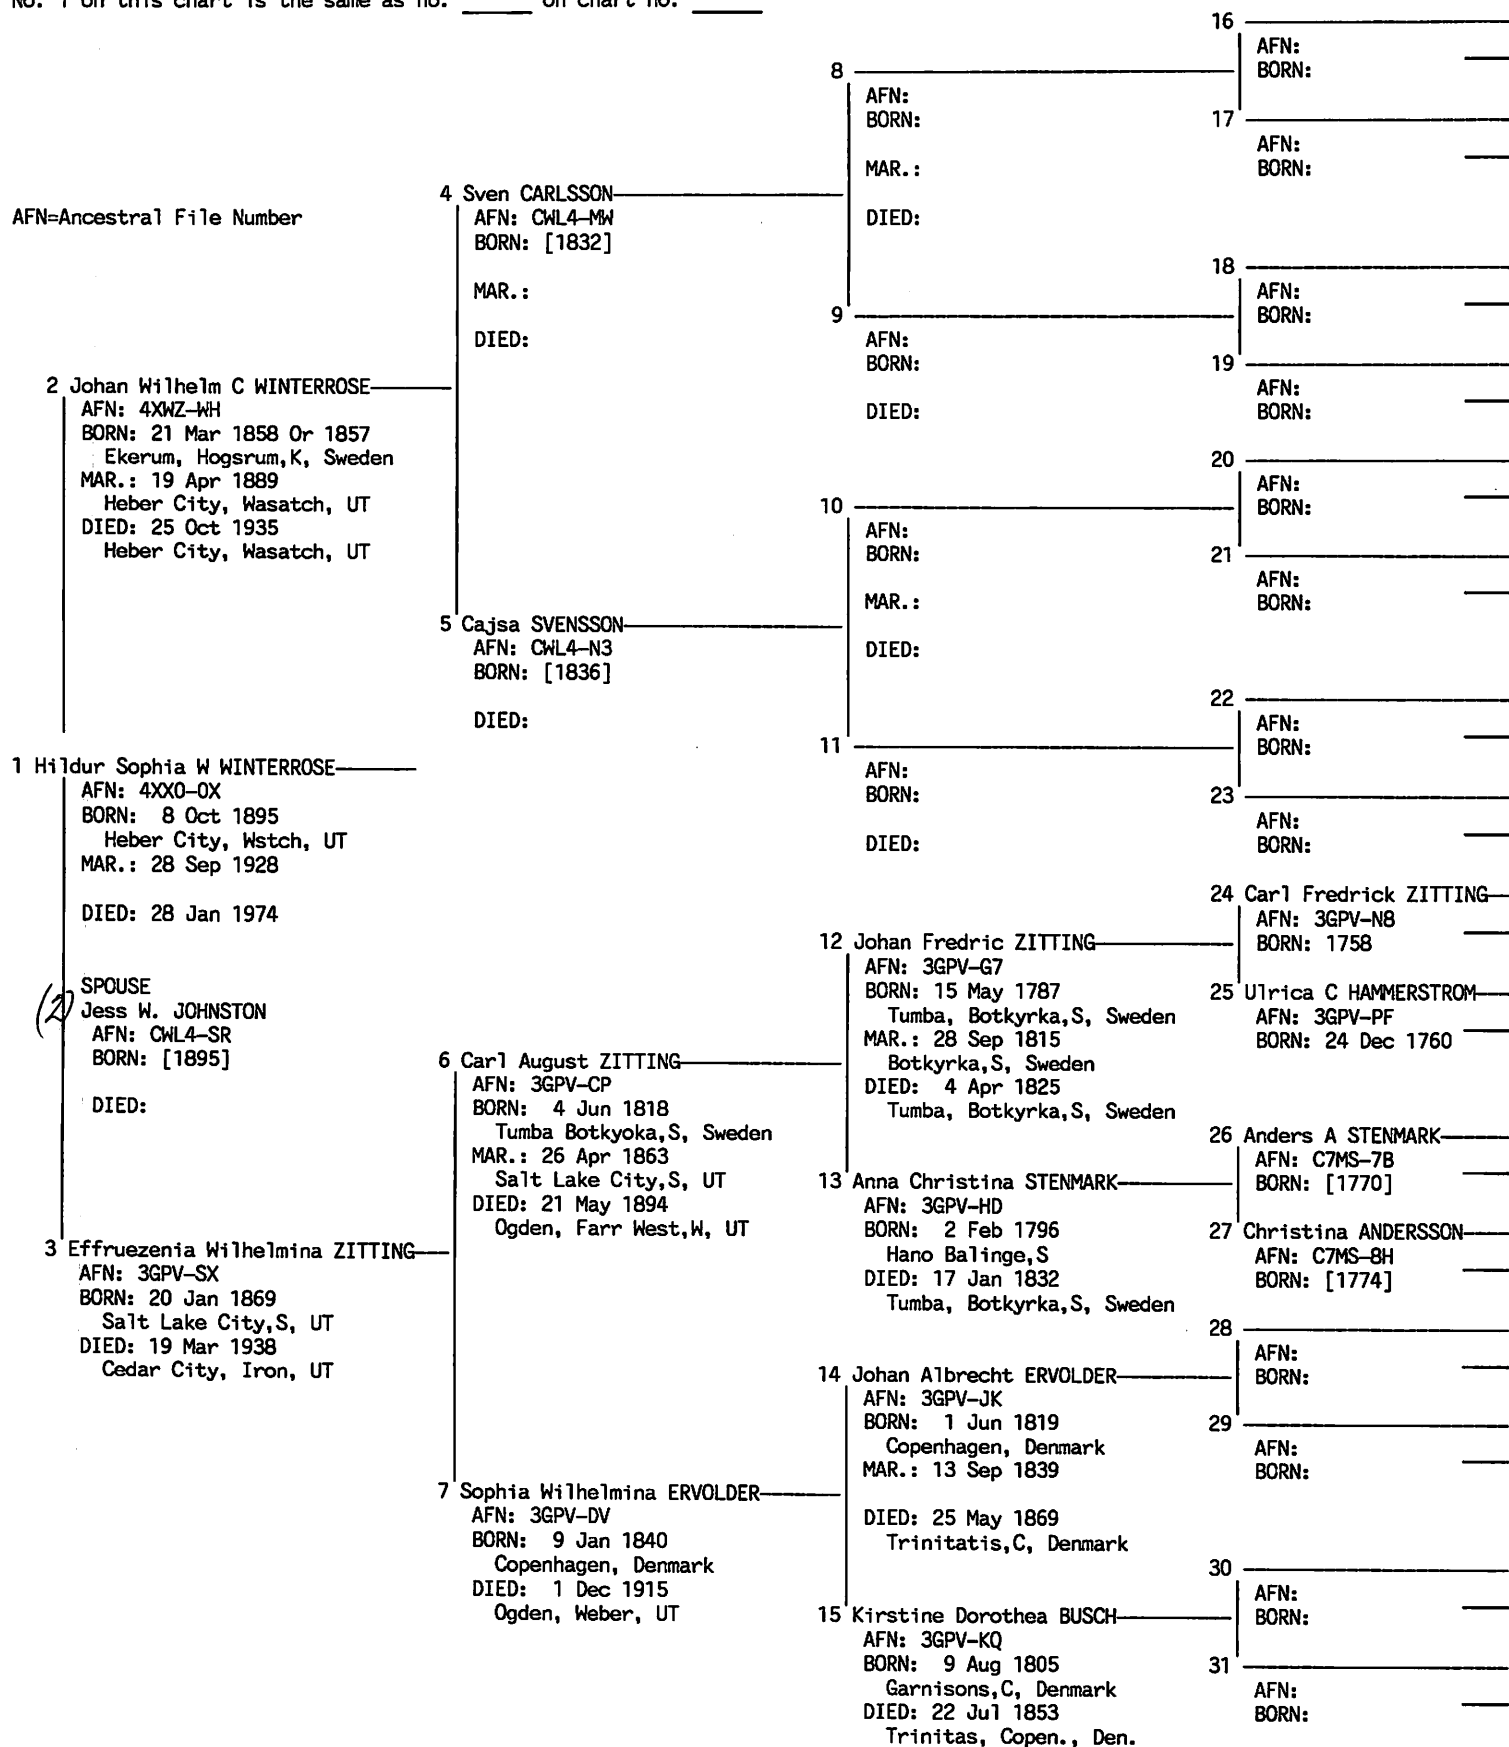 No. 1 on this chart is the same as no. _____ on chart no. _____
AFN=Ancestral File Number
1 Hildur Sophia W WINTERROSE
AFN: 4XX0-0X
BORN: 8 Oct 1895
Heber City, Wstch, UT
MAR.: 28 Sep 1928
DIED: 28 Jan 1974
(2)
SPOUSE
Jess W. JOHNSTON
AFN: CWL4-SR
BORN: [1895]
DIED:
2 Johan Wilhelm C WINTERROSE
AFN: 4XWZ-WH
BORN: 21 Mar 1858 Or 1857
Ekerum, Hogsrum,K, Sweden
MAR.: 19 Apr 1889
Heber City, Wasatch, UT
DIED: 25 Oct 1935
Heber City, Wasatch, UT
3 Effruezenia Wilhelmina ZITTING
AFN: 3GPV-SX
BORN: 20 Jan 1869
Salt Lake City,S, UT
DIED: 19 Mar 1938
Cedar City, Iron, UT
4 Sven CARLSSON
AFN: CWL4-MW
BORN: [1832]
MAR.:
DIED:
5 Cajsa SVENSSON
AFN: CWL4-N3
BORN: [1836]
DIED:
6 Carl August ZITTING
AFN: 3GPV-CP
BORN: 4 Jun 1818
Tumba Botkyoka,S, Sweden
MAR.: 26 Apr 1863
Salt Lake City,S, UT
DIED: 21 May 1894
Ogden, Farr West,W, UT
7 Sophia Wilhelmina ERVOLDER
AFN: 3GPV-DV
BORN: 9 Jan 1840
Copenhagen, Denmark
DIED: 1 Dec 1915
Ogden, Weber, UT
8
AFN:
BORN:
MAR.:
DIED:
9
AFN:
BORN:
DIED:
10
AFN:
BORN:
MAR.:
DIED:
11
AFN:
BORN:
DIED:
12 Johan Fredric ZITTING
AFN: 3GPV-G7
BORN: 15 May 1787
Tumba, Botkyrka,S, Sweden
MAR.: 28 Sep 1815
Botkyrka,S, Sweden
DIED: 4 Apr 1825
Tumba, Botkyrka,S, Sweden
13 Anna Christina STENMARK
AFN: 3GPV-HD
BORN: 2 Feb 1796
Hano Balinge,S
DIED: 17 Jan 1832
Tumba, Botkyrka,S, Sweden
14 Johan Albrecht ERVOLDER
AFN: 3GPV-JK
BORN: 1 Jun 1819
Copenhagen, Denmark
MAR.: 13 Sep 1839
DIED: 25 May 1869
Trinitatis,C, Denmark
15 Kirstine Dorothea BUSCH
AFN: 3GPV-KQ
BORN: 9 Aug 1805
Garnisons,C, Denmark
DIED: 22 Jul 1853
Trinitas, Copen., Den.
16
AFN:
BORN:
17
AFN:
BORN:
18
AFN:
BORN:
19
AFN:
BORN:
20
AFN:
BORN:
21
AFN:
BORN:
22
AFN:
BORN:
23
AFN:
BORN:
24 Carl Fredrick ZITTING
AFN: 3GPV-N8
BORN: 1758
25 Ulrica C HAMMERSTROM
AFN: 3GPV-PF
BORN: 24 Dec 1760
26 Anders A STENMARK
AFN: C7MS-7B
BORN: [1770]
27 Christina ANDERSSON
AFN: C7MS-8H
BORN: [1774]
28
AFN:
BORN:
29
AFN:
BORN:
30
AFN:
BORN:
31
AFN:
BORN: